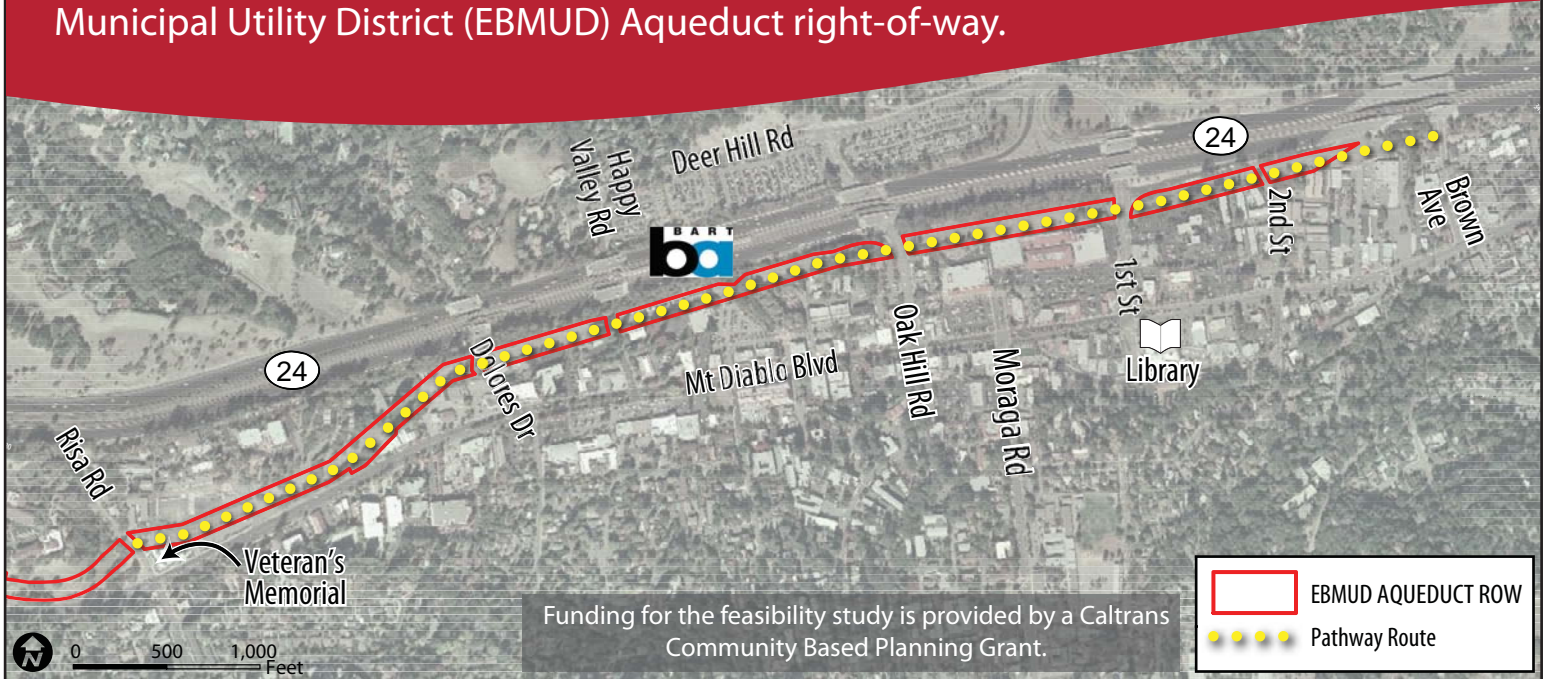 Municipal Utility District (EBMUD) Aqueduct right-of-way.
24
Deer Hill Rd
Happy
Valley Rd
BART
ba
2nd St
Brown
Ave
1st St
Library
Oak Hill Rd
Moraga Rd
Mt Diablo Blvd
Dolores Dr
24
Risa Rd
Veteran's
Memorial
Funding for the feasibility study is provided by a Caltrans
Community Based Planning Grant.
EBMUD AQUEDUCT ROW
Pathway Route
N
0 500 1,000
Feet